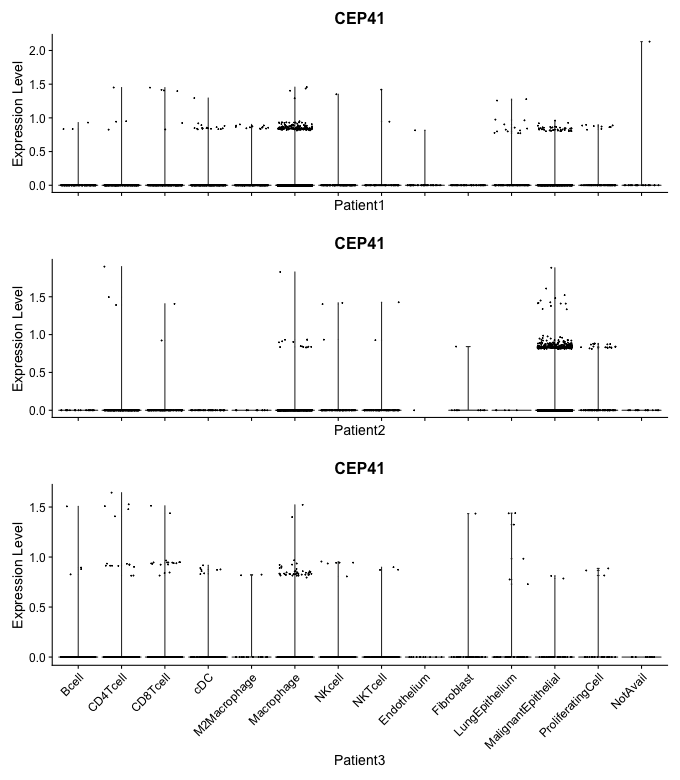 CEP41
2.0
1.5
1.0
0.5
0.0
Expression Level
Patient1
CEP41
1.5
1.0
0.5
0.0
Expression Level
Patient2
CEP41
1.5
1.0
0.5
0.0
Expression Level
Bcell
CD4Tcell
CD8Tcell
cDC
M2Macrophage
Macrophage
NKcell
NKTcell
Endothelium
Fibroblast
LungEpithelium
MalignantEpithelial
ProliferatingCell
NotAvail
Patient3